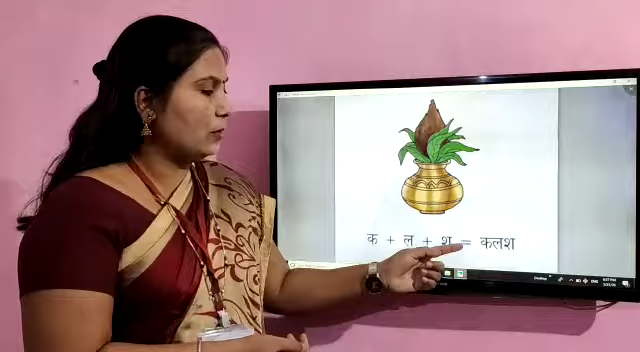 क + ल + श = कलश